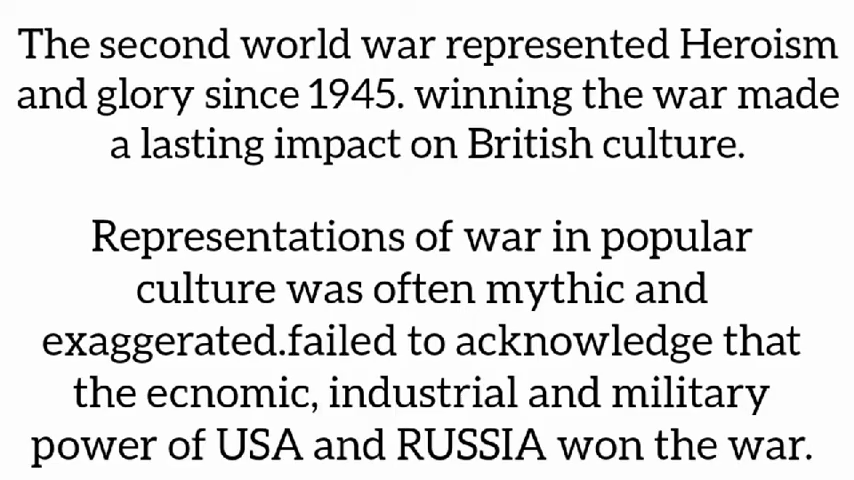 The second world war represented Heroism
and glory since 1945. winning the war made
a lasting impact on British culture.
Representations of war in popular
culture was often mythic and
exaggerated.failed to acknowledge that
the ecnomic, industrial and military
power of USA and RUSSIA won the war.